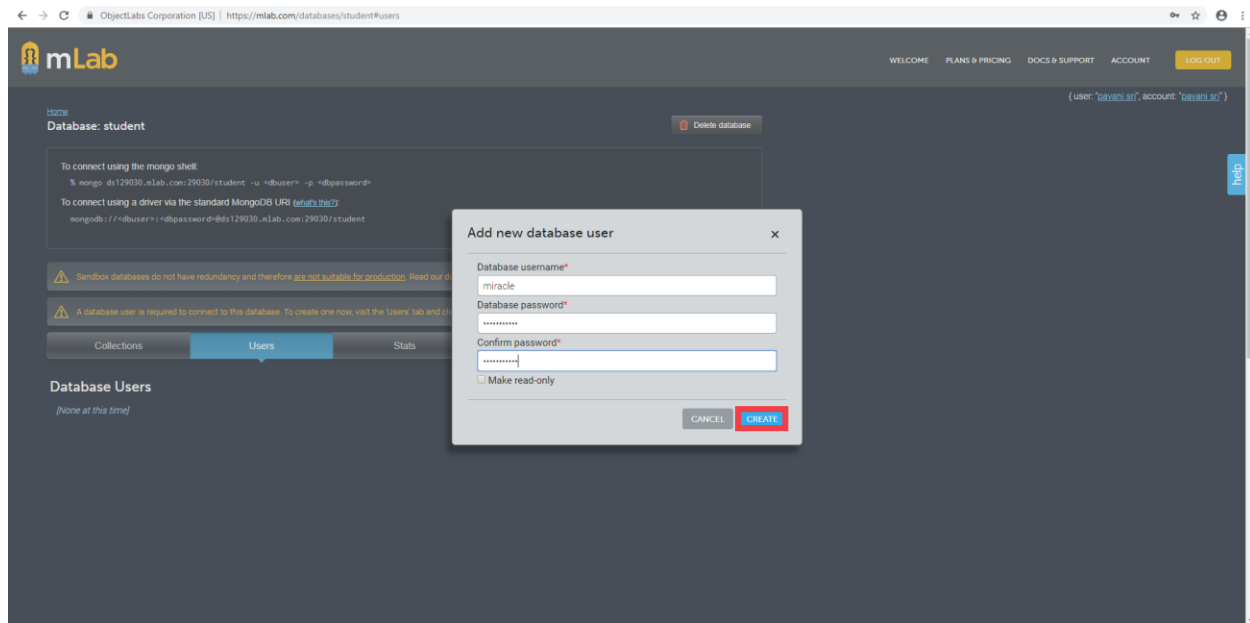 ObjectLabs Corporation [US] | https://mlab.com/databases/student#users
mLab
WELCOME PLANS & PRICING DOCS & SUPPORT ACCOUNT LOG OUT
{ user: "pavani sri", account: "pavani sri" }
Home
Database: student
Delete database
To connect using the mongo shell:
% mongo ds129030.mlab.com:29030/student -u <dbuser> -p <dbpassword>
To connect using a driver via the standard MongoDB URI (what's this?):
mongodb://<dbuser>:<dbpassword>@ds129030.mlab.com:29030/student
help
Sandbox databases do not have redundancy and therefore are not suitable for production. Read our
A database user is required to connect to this database. To create one now, visit the 'Users' tab and
Collections Users Stats
Database Users
[None at this time]
Add new database user ×
Database username*
miracle
Database password*
•••••••••••
Confirm password*
•••••••••••
Make read-only
CANCEL CREATE